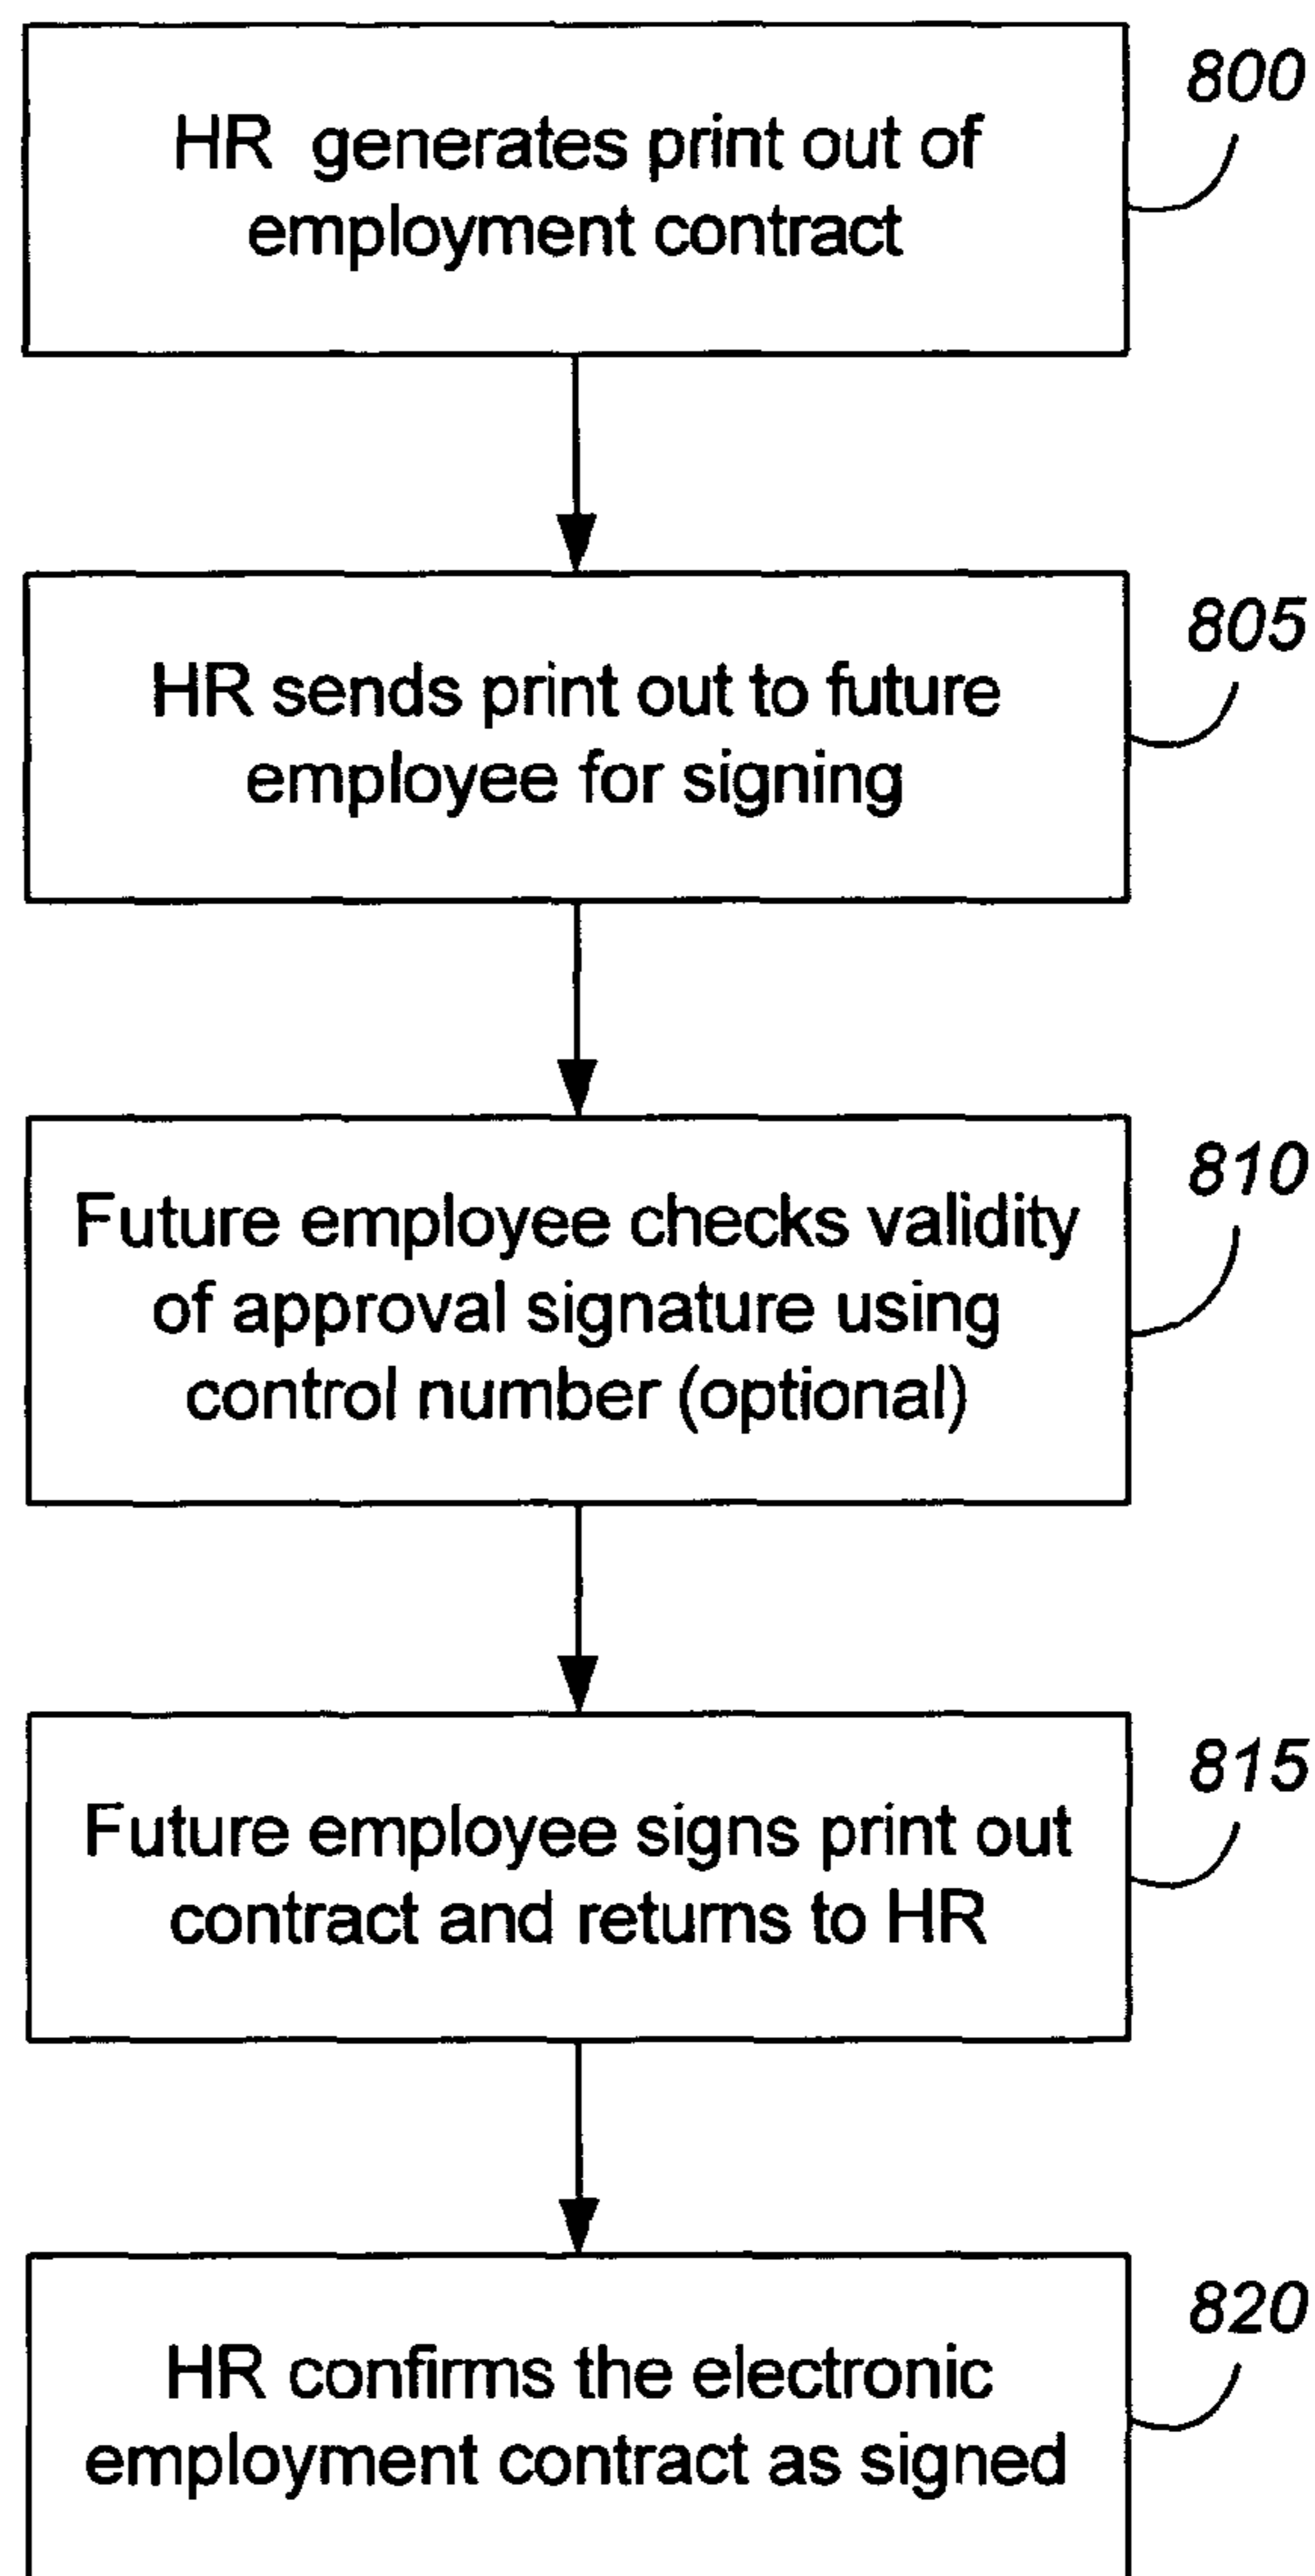 800
HR generates print out of
employment contract
805
HR sends print out to future
employee for signing
810
Future employee checks validity
of approval signature using
control number (optional)
815
Future employee signs print out
contract and returns to HR
820
HR confirms the electronic
employment contract as signed